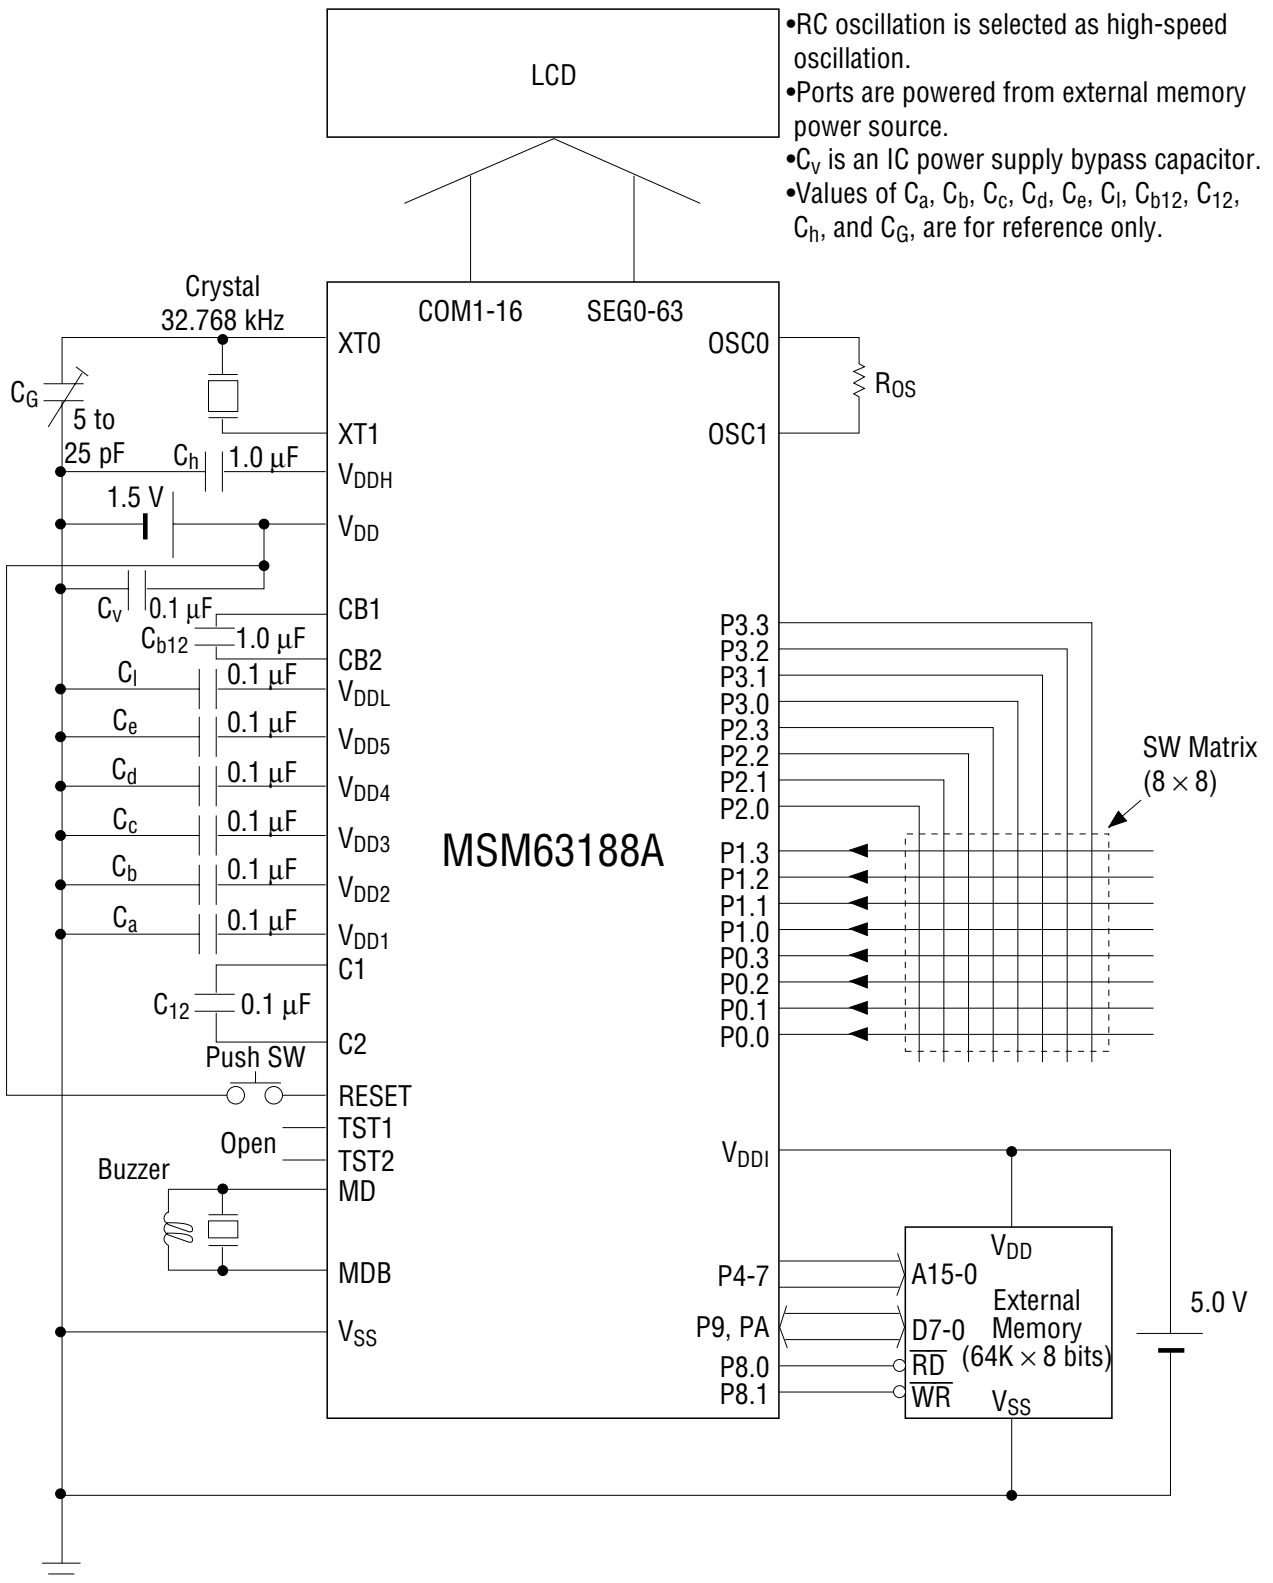 LCD
•RC oscillation is selected as high-speed
oscillation.
•Ports are powered from external memory
power source.
•Cv is an IC power supply bypass capacitor.
•Values of Ca, Cb, Cc, Cd, Ce, Cl, Cb12, C12,
Ch, and CG, are for reference only.
Crystal
32.768 kHz
COM1-16
SEG0-63
XT0
OSC0
CG
ROS
5 to
25 pF
XT1
OSC1
Ch
1.0 μF
VDDH
1.5 V
VDD
Cv
0.1 μF
CB1
Cb12
1.0 μF
CB2
Cl
0.1 μF
VDDL
Ce
0.1 μF
VDD5
Cd
0.1 μF
VDD4
Cc
0.1 μF
VDD3
Cb
0.1 μF
VDD2
Ca
0.1 μF
VDD1
C1
C12
0.1 μF
C2
MSM63188A
P3.3
P3.2
P3.1
P3.0
P2.3
P2.2
P2.1
P2.0
SW Matrix
(8 × 8)
P1.3
P1.2
P1.1
P1.0
P0.3
P0.2
P0.1
P0.0
Push SW
RESET
TST1
Open
TST2
Buzzer
MD
MDB
VSS
VDDI
VDD
P4-7
A15-0
External
Memory
(64K × 8 bits)
P9, PA
D7-0
P8.0
RD
P8.1
WR
VSS
5.0 V